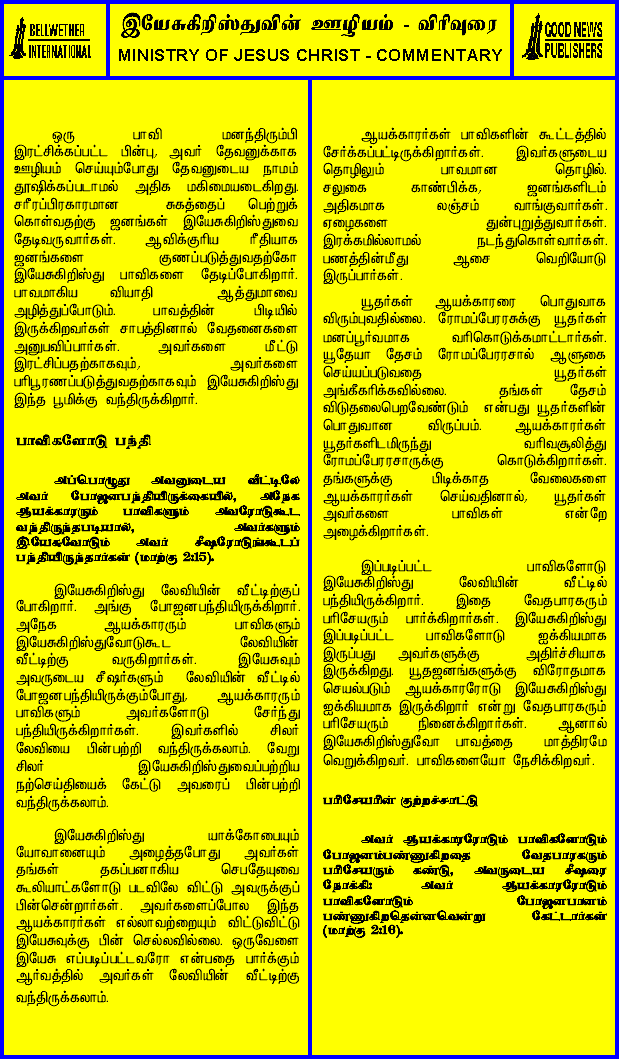 BELLWETHER
INTERNATIONAL
இயேசுகிறிஸ்துவின் ஊழியம் - விரிவுரை
MINISTRY OF JESUS CHRIST - COMMENTARY
GOOD NEWS
PUBLISHERS
ஒரு பாவி மனந்திரும்பி
இரட்சிக்கப்பட்ட பின்பு, அவர் தேவனுக்காக
ஊழியம் செய்யும்போது தேவனுடைய நாமம்
தூஷிக்கப்படாமல் அதிக மகிமையடைகிறது.
சரீரப்பிரகாரமான சுகத்தைப் பெற்றுக்
கொள்வதற்கு ஜனங்கள் இயேசுகிறிஸ்துவை
தேடிவருவார்கள். ஆவிக்குரிய ரீதியாக
ஜனங்களை குணப்படுத்துவதற்கோ
இயேசுகிறிஸ்து பாவிகளை தேடிப்போகிறார்.
பாவமாகிய வியாதி ஆத்துமாவை
அழித்துப்போடும். பாவத்தின் பிடியில்
இருக்கிறவர்கள் சாபத்தினால் வேதனைகளை
அனுபவிப்பார்கள். அவர்களை மீட்டு
இரட்சிப்பதற்காகவும், அவர்களை
பரிபூரணப்படுத்துவதற்காகவும் இயேசுகிறிஸ்து
இந்த பூமிக்கு வந்திருக்கிறார்.
பாவிகளோடு பந்தி
அப்பொழுது அவனுடைய வீட்டிலே
அவர் போஜனபந்தியிருக்கையில், அநேக
ஆயக்காரரும் பாவிகளும் அவரோடுகூட
வந்திருந்தபடியால், அவர்களும்
இயேசுவோடும் அவர் சீஷரோடுங்கூடப்
பந்தியிருந்தார்கள் (மாற்கு 2:15).
இயேசுகிறிஸ்து லேவியின் வீட்டிற்குப்
போகிறார். அங்கு போஜனபந்தியிருக்கிறார்.
அநேக ஆயக்காரரும் பாவிகளும்
இயேசுகிறிஸ்துவோடுகூட லேவியின்
வீட்டிற்கு வருகிறார்கள். இயேசுவும்
அவருடைய சீஷர்களும் லேவியின் வீட்டில்
போஜனபந்தியிருக்கும்போது, ஆயக்காரரும்
பாவிகளும் அவர்களோடு சேர்ந்து
பந்தியிருக்கிறார்கள். இவர்களில் சிலர்
லேவியை பின்பற்றி வந்திருக்கலாம். வேறு
சிலர் இயேசுகிறிஸ்துவைப்பற்றிய
நற்செய்தியைக் கேட்டு அவரைப் பின்பற்றி
வந்திருக்கலாம்.
இயேசுகிறிஸ்து யாக்கோபையும்
யோவானையும் அழைத்தபோது அவர்கள்
தங்கள் தகப்பனாகிய செபதேயுவை
கூலியாட்களோடு படவிலே விட்டு அவருக்குப்
பின்சென்றார்கள். அவர்களைப்போல இந்த
ஆயக்காரர்கள் எல்லாவற்றையும் விட்டுவிட்டு
இயேசுவுக்கு பின் செல்லவில்லை. ஒருவேளை
இயேசு எப்படிப்பட்டவரோ என்பதை பார்க்கும்
ஆர்வத்தில் அவர்கள் லேவியின் வீட்டிற்கு
வந்திருக்கலாம்.
ஆயக்காரர்கள் பாவிகளின் கூட்டத்தில்
சேர்க்கப்பட்டிருக்கிறார்கள். இவர்களுடைய
தொழிலும் பாவமான தொழில்.
சலுகை காண்பிக்க, ஜனங்களிடம்
அதிகமாக லஞ்சம் வாங்குவார்கள்.
ஏழைகளை துன்புறுத்துவார்கள்.
இரக்கமில்லாமல் நடந்துகொள்வார்கள்.
பணத்தின்மீது ஆசை வெறியோடு
இருப்பார்கள்.
யூதர்கள் ஆயக்காரரை பொதுவாக
விரும்புவதில்லை. ரோமப்பேரரசுக்கு யூதர்கள்
மனப்பூர்வமாக வரிகொடுக்கமாட்டார்கள்.
யூதேயா தேசம் ரோமப்பேரரசால் ஆளுகை
செய்யப்படுவதை யூதர்கள்
அங்கீகரிக்கவில்லை. தங்கள் தேசம்
விடுதலைபெறவேண்டும் என்பது யூதர்களின்
பொதுவான விருப்பம். ஆயக்காரர்கள்
யூதர்களிடமிருந்து வரிவசூலித்து
ரோமப்பேரரசாருக்கு கொடுக்கிறார்கள்.
தங்களுக்கு பிடிக்காத வேலைகளை
ஆயக்காரர்கள் செய்வதினால், யூதர்கள்
அவர்களை பாவிகள் என்றே
அழைக்கிறார்கள்.
இப்படிப்பட்ட பாவிகளோடு
இயேசுகிறிஸ்து லேவியின் வீட்டில்
பந்தியிருக்கிறார். இதை வேதபாரகரும்
பரிசேயரும் பார்க்கிறார்கள். இயேசுகிறிஸ்து
இப்படிப்பட்ட பாவிகளோடு ஐக்கியமாக
இருப்பது அவர்களுக்கு அதிர்ச்சியாக
இருக்கிறது. யூதஜனங்களுக்கு விரோதமாக
செயல்படும் ஆயக்காரரோடு இயேசுகிறிஸ்து
ஐக்கியமாக இருக்கிறார் என்று வேதபாரகரும்
பரிசேயரும் நினைக்கிறார்கள். ஆனால்
இயேசுகிறிஸ்துவோ பாவத்தை மாத்திரமே
வெறுக்கிறவர். பாவிகளையோ நேசிக்கிறவர்.
பரிசேயரின் குற்றச்சாட்டு
அவர் ஆயக்காரரோடும் பாவிகளோடும்
போஜனம்பண்ணுகிறதை வேதபாரகரும்
பரிசேயரும் கண்டு, அவருடைய சீஷரை
நோக்கி: அவர் ஆயக்காரரோடும்
பாவிகளோடும் போஜனபானம்
பண்ணுகிறதென்னவென்று கேட்டார்கள்
(மாற்கு 2:16).